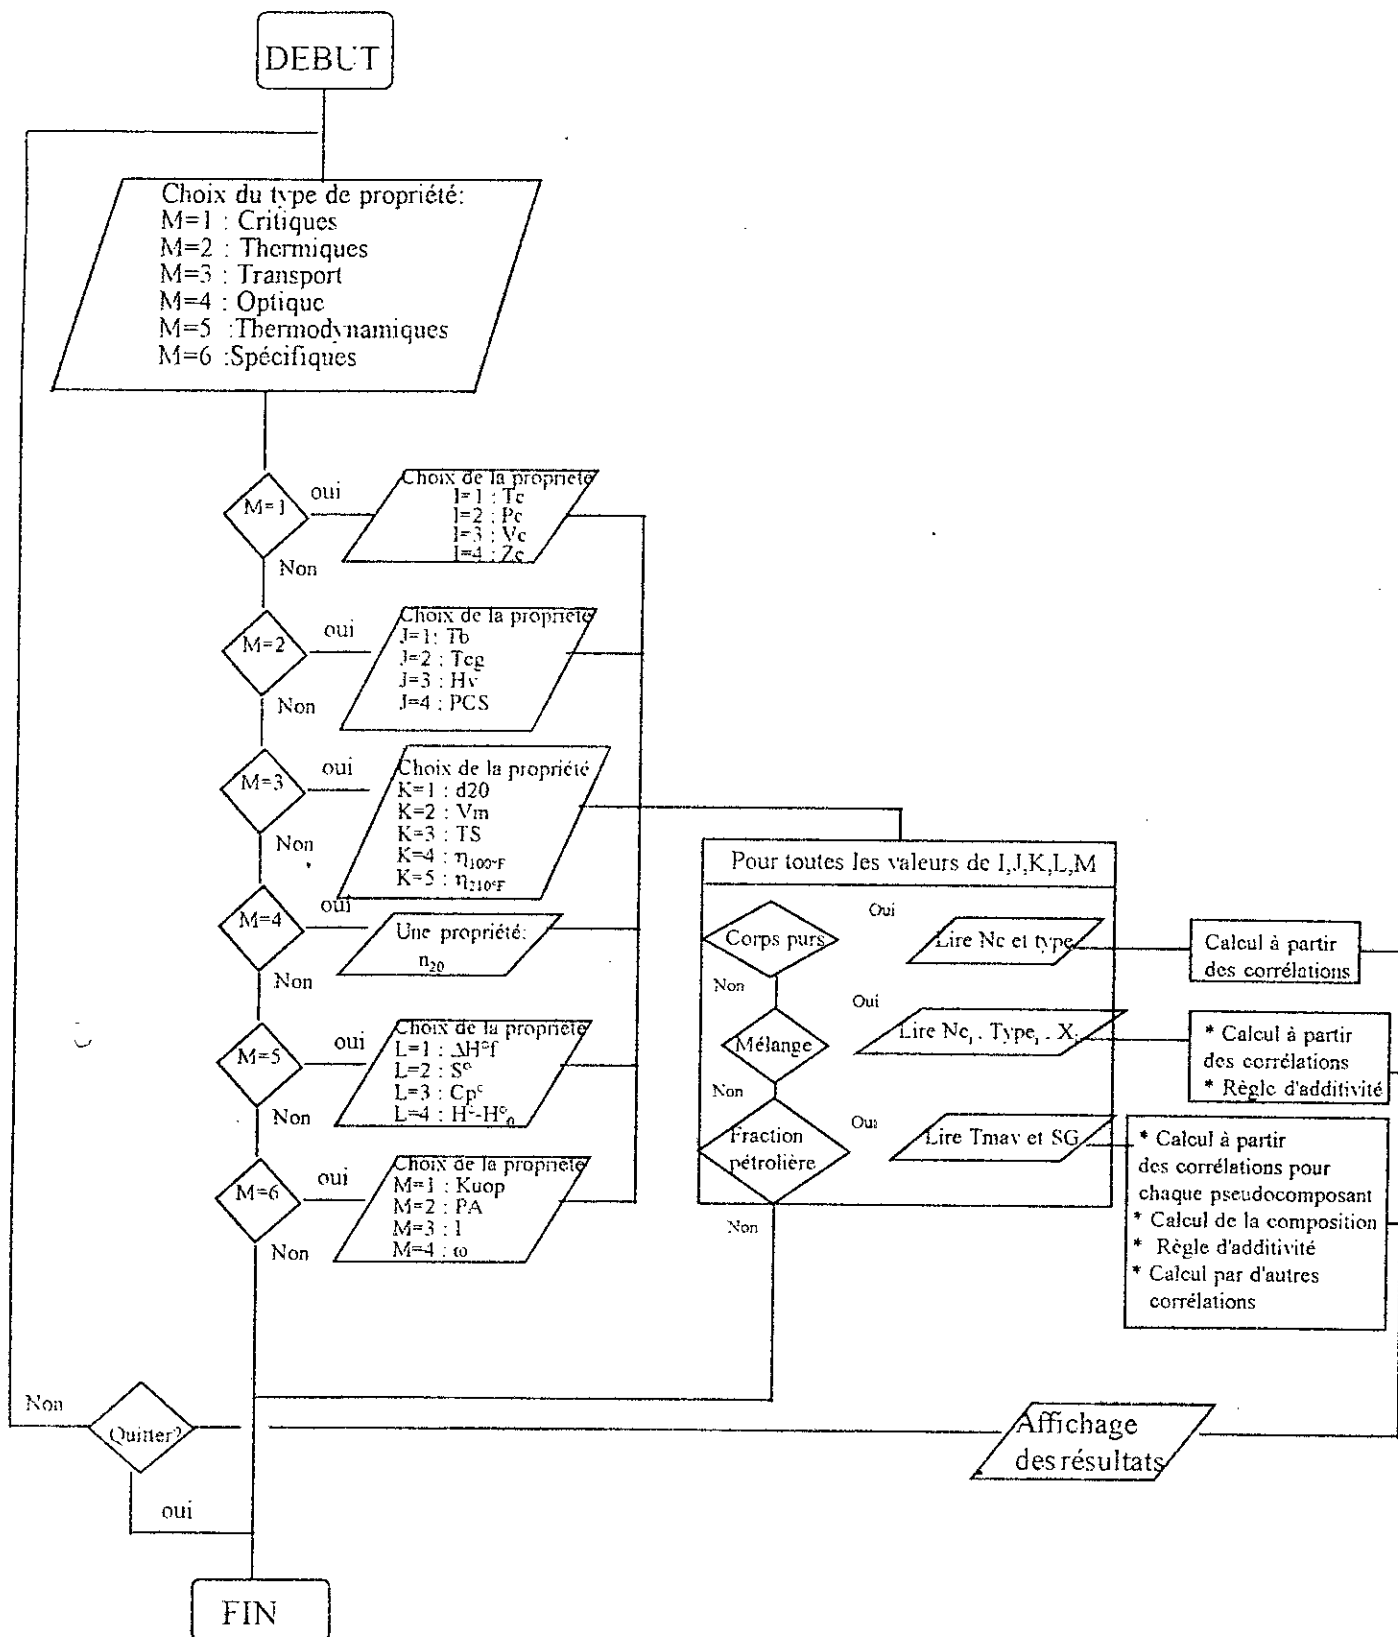 DEBUT
Choix du type de propriété:
M=1 : Critiques
M=2 : Thermiques
M=3 : Transport
M=4 : Optique
M=5 :Thermodynamiques
M=6 :Spécifiques
M=1
oui
Non
Choix de la propriété
I=1 : Tc
I=2 : Pc
I=3 : Vc
I=4 : Zc
M=2
oui
Non
Choix de la propriété
J=1: Tb
J=2 : Tcg
J=3 : Hv
J=4 : PCS
M=3
oui
Non
Choix de la propriété
K=1 : d20
K=2 : Vm
K=3 : TS
K=4 : η100°F
K=5 : η210°F
M=4
oui
Non
Une propriété:
n20
M=5
oui
Non
Choix de la propriété
L=1 : ΔH°f
L=2 : S°
L=3 : Cp°
L=4 : H°-H°0
M=6
oui
Non
Choix de la propriété
M=1 : Kuop
M=2 : PA
M=3 : I
M=4 : ω
Pour toutes les valeurs de I,J,K,L,M
Corps purs
Oui
Non
Lire Nc et type
Calcul à partir
des corrélations
Mélange
Oui
Non
Lire Nci . Typei . Xi
* Calcul à partir
des corrélations
* Règle d'additivité
Fraction
pétrolière
Oui
Non
Lire Tmav et SG
* Calcul à partir
des corrélations pour
chaque pseudocomposant
* Calcul de la composition
* Règle d'additivité
* Calcul par d'autres
corrélations
Non
Quitter?
oui
Affichage
des résultats
FIN